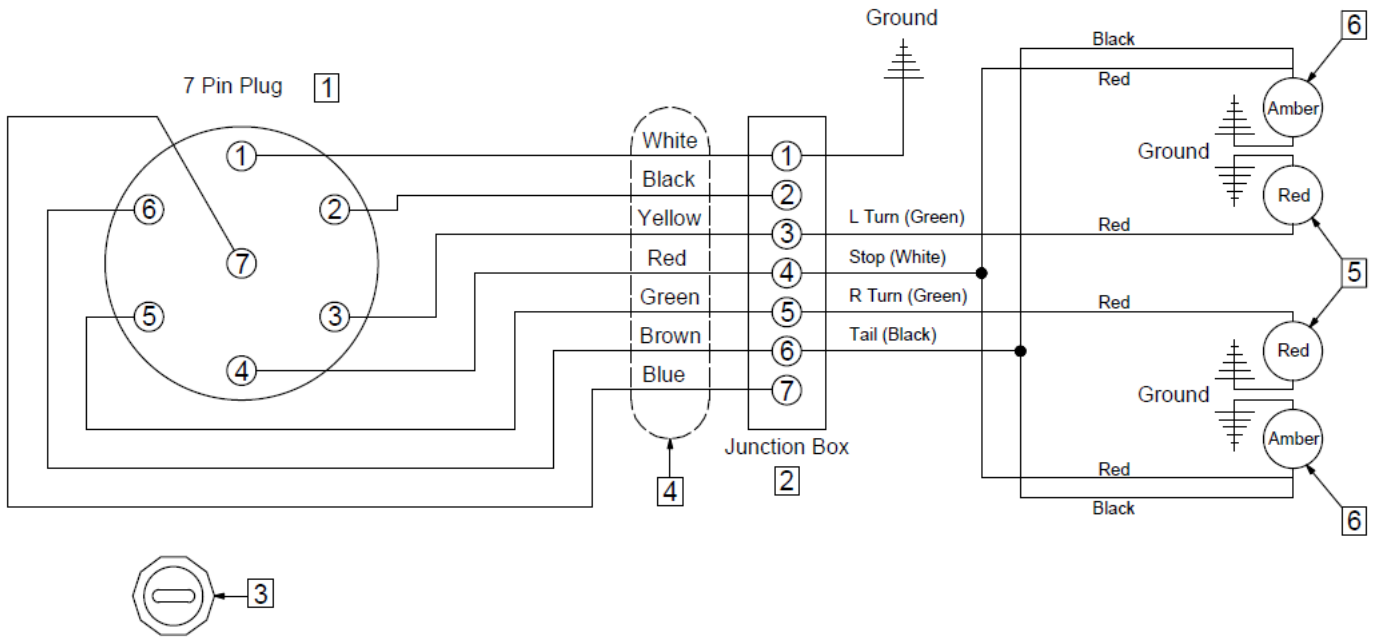 Ground
7 Pin Plug 1
1
2
3
4
5
6
7
White
Black
Yellow
Red
Green
Brown
Blue
4
1
2
3
4
5
6
7
Junction Box
2
L Turn (Green)
Stop (White)
R Turn (Green)
Tail (Black)
Black
Red
Amber
6
Ground
Red
Red
5
Red
Red
Ground
Amber
Red
Black
6
3